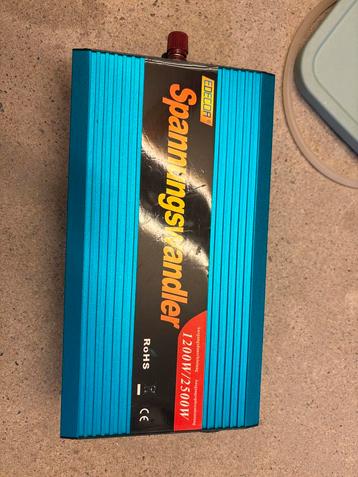 EDECOA
Spannungswandler
1200W/2500W
RoHS
CE